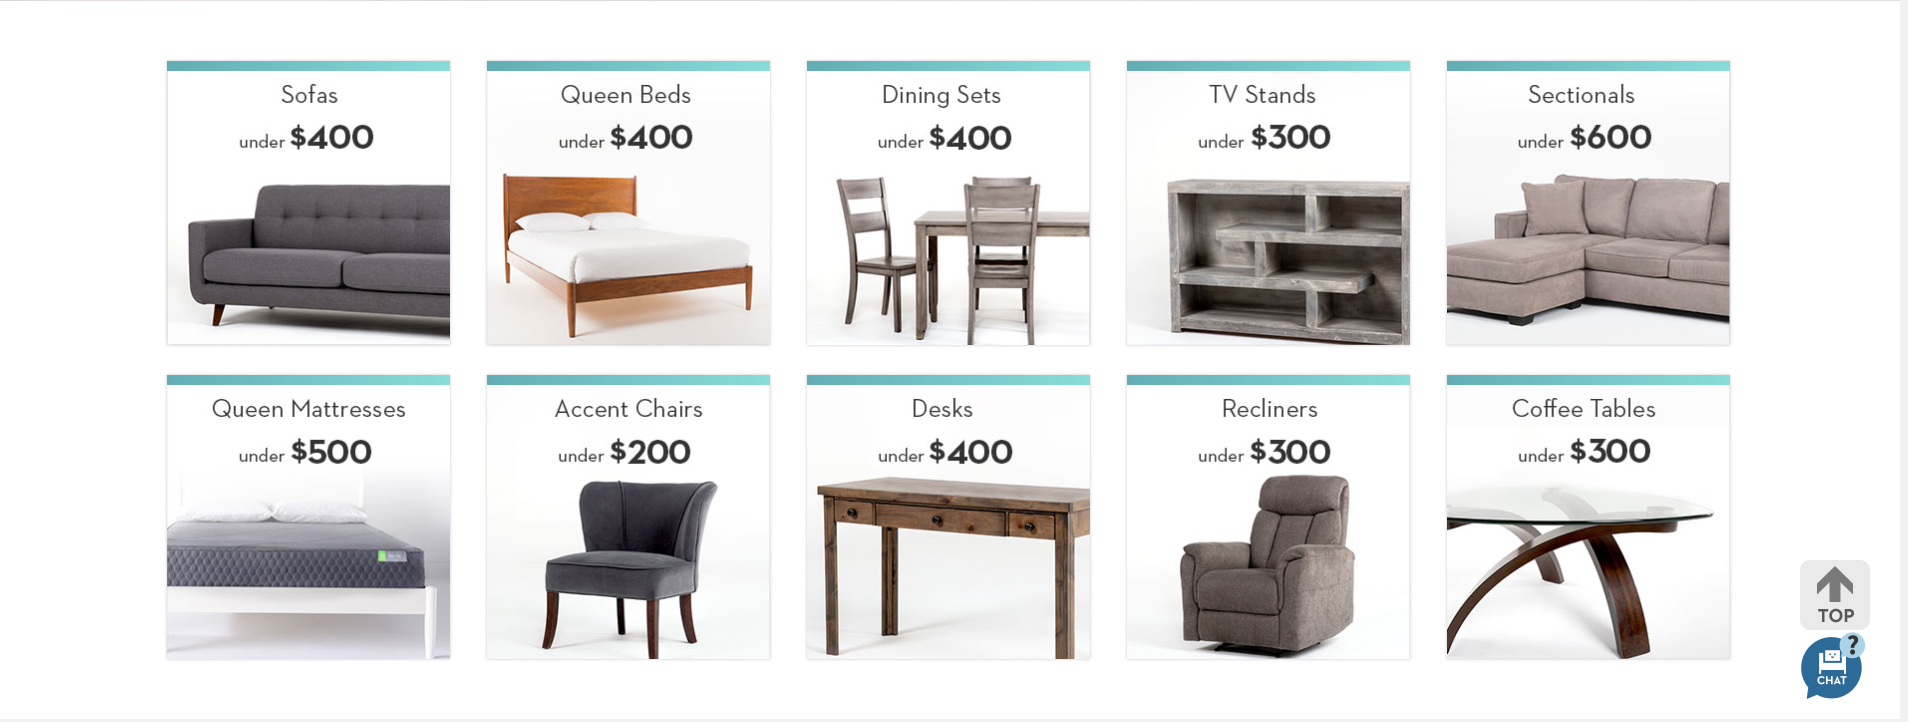 Sofas
under $400
Queen Beds
under $400
Dining Sets
under $400
TV Stands
under $300
Sectionals
under $600
Queen Mattresses
under $500
Accent Chairs
under $200
Desks
under $400
Recliners
under $300
Coffee Tables
under $300
TOP
?
CHAT